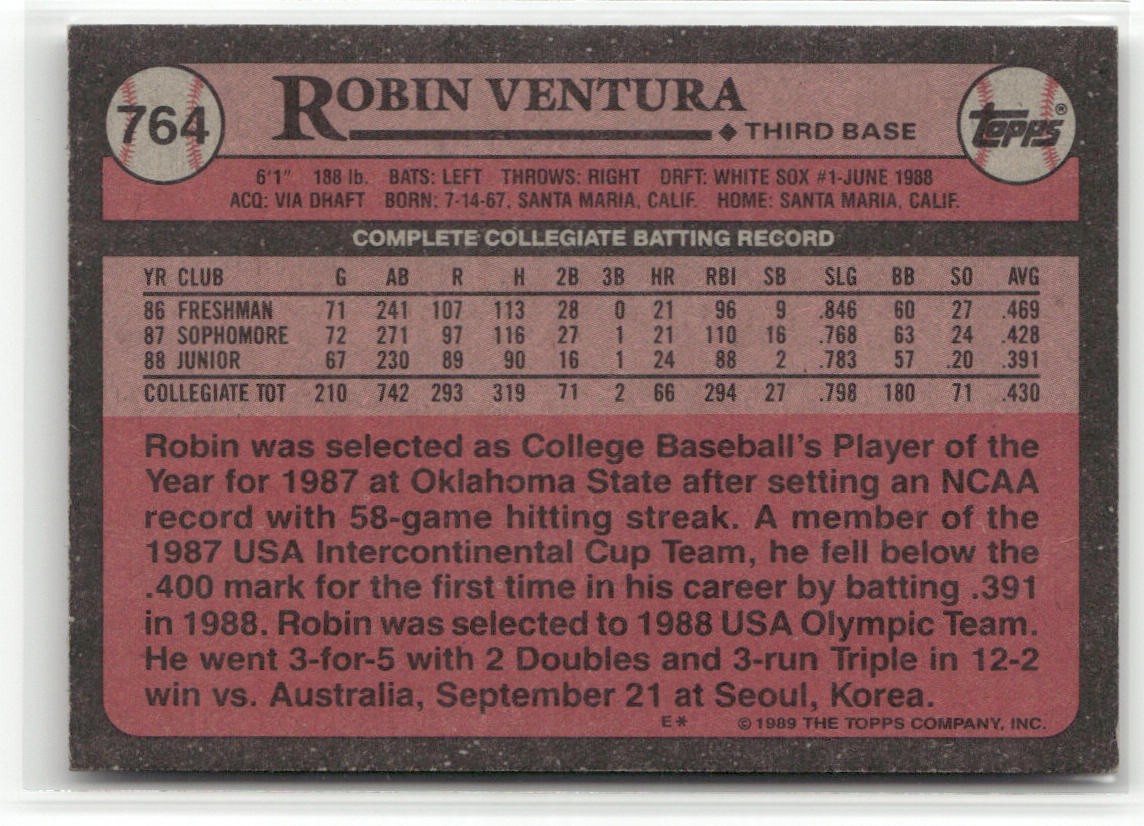 764
ROBIN VENTURA
◆ THIRD BASE
TOPPS®
6'1" 188 lb. BATS: LEFT THROWS: RIGHT DRFT: WHITE SOX #1-JUNE 1988
ACQ: VIA DRAFT BORN: 7-14-67, SANTA MARIA, CALIF. HOME: SANTA MARIA, CALIF.
COMPLETE COLLEGIATE BATTING RECORD
YR CLUB G AB R H 2B 3B HR RBI SB SLG BB SO AVG
86 FRESHMAN 71 241 107 113 28 0 21 96 9 .846 60 27 .469
87 SOPHOMORE 72 271 97 116 27 1 21 110 16 .768 63 24 .428
88 JUNIOR 67 230 89 90 16 1 24 88 2 .783 57 20 .391
COLLEGIATE TOT 210 742 293 319 71 2 66 294 27 .798 180 71 .430
Robin was selected as College Baseball's Player of the
Year for 1987 at Oklahoma State after setting an NCAA
record with 58-game hitting streak. A member of the
1987 USA Intercontinental Cup Team, he fell below the
.400 mark for the first time in his career by batting .391
in 1988. Robin was selected to 1988 USA Olympic Team.
He went 3-for-5 with 2 Doubles and 3-run Triple in 12-2
win vs. Australia, September 21 at Seoul, Korea.
E* © 1989 THE TOPPS COMPANY, INC.